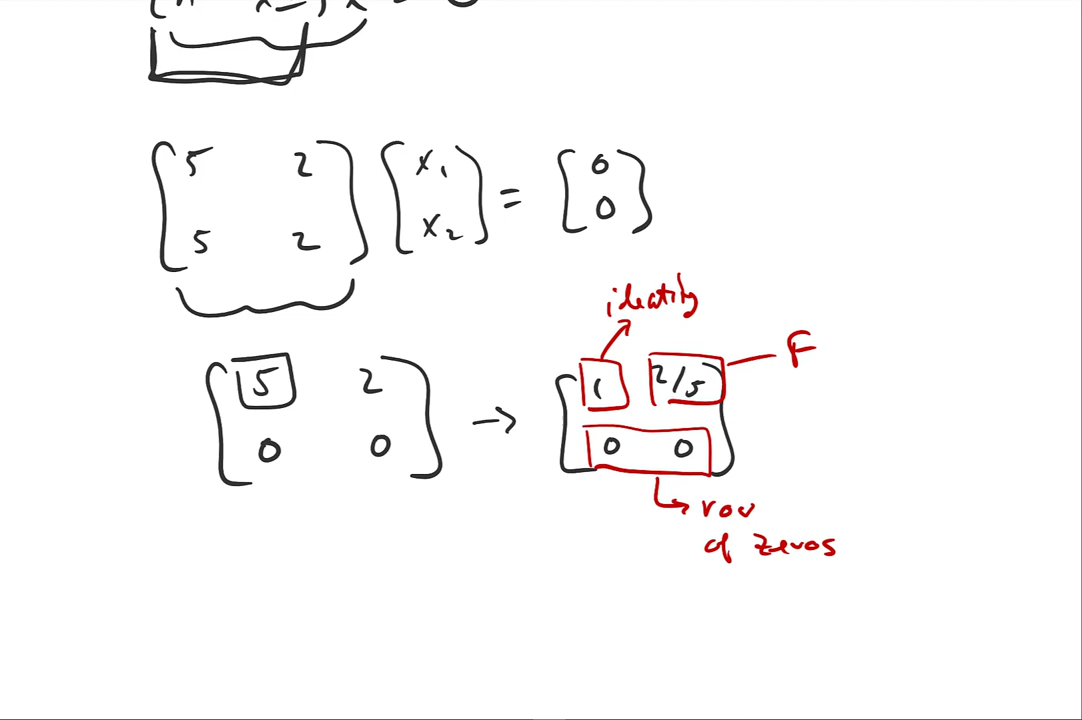 [5 2
5 2] [x₁
x₂] = [0
0]
identity
[5 2
0 0] → [1 2/5
0 0]
F
row
of zeros